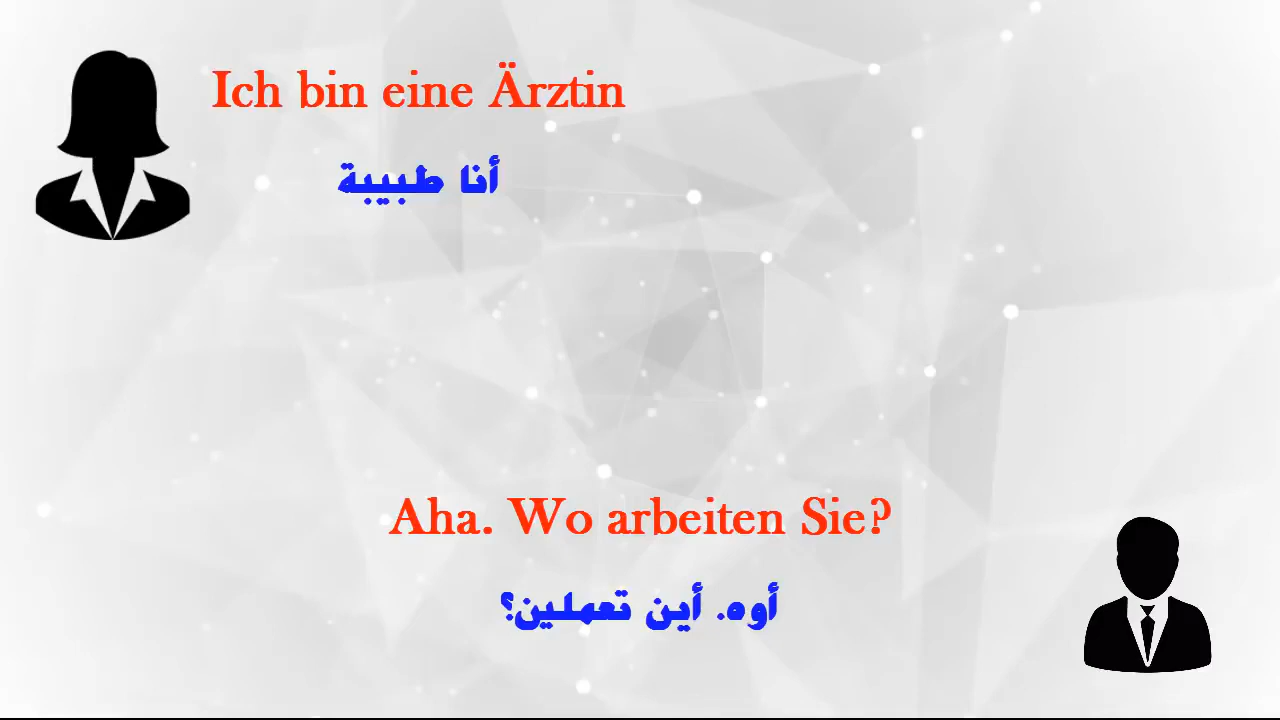 Ich bin eine Ärztin
أنا طبيبة
Aha. Wo arbeiten Sie?
أوه. أين تعملين؟